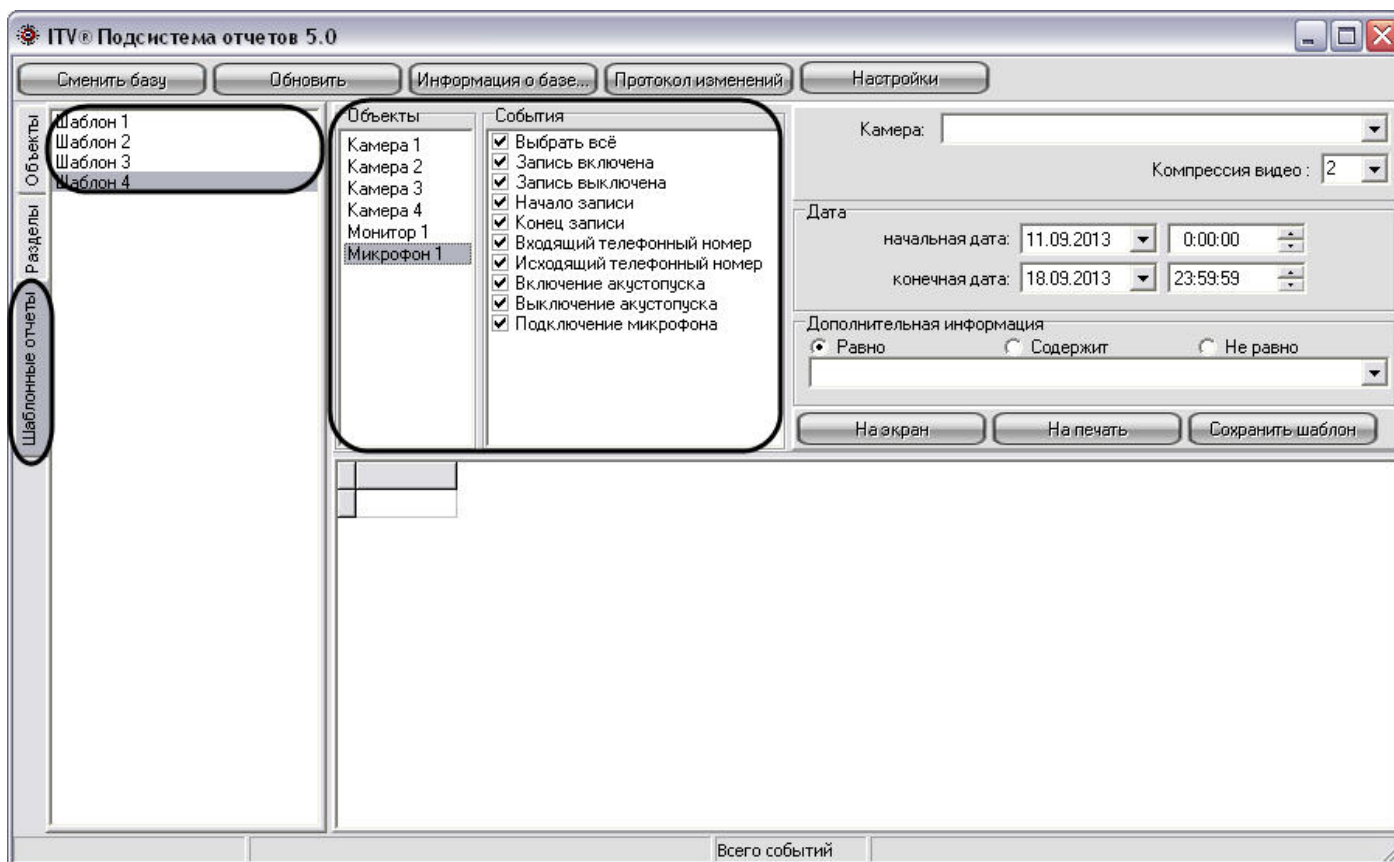 ITV® Подсистема отчетов 5.0
Сменить базу
Обновить
Информация о базе...
Протокол изменений
Настройки
Объекты
Разделы
Шаблонные отчеты
Шаблон 1
Шаблон 2
Шаблон 3
Шаблон 4
Объекты
Камера 1
Камера 2
Камера 3
Камера 4
Монитор 1
Микрофон 1
События
Выбрать всё
Запись включена
Запись выключена
Начало записи
Конец записи
Входящий телефонный номер
Исходящий телефонный номер
Включение акустопуска
Выключение акустопуска
Подключение микрофона
Камера:
Компрессия видео : 2
Дата
начальная дата: 11.09.2013 0:00:00
конечная дата: 18.09.2013 23:59:59
Дополнительная информация
Равно Содержит Не равно
На экран
На печать
Сохранить шаблон
Всего событий